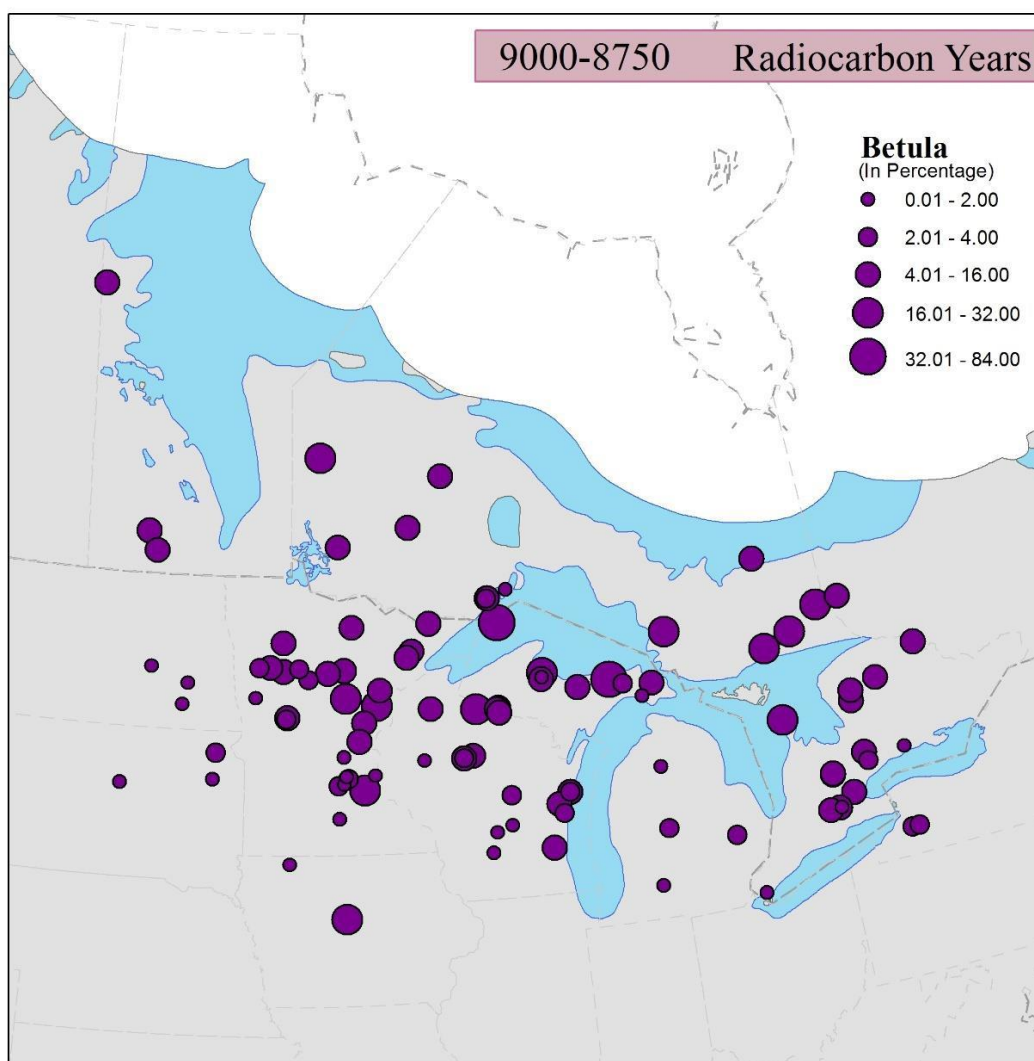 9000-8750 Radiocarbon Years
Betula
(In Percentage)
0.01 - 2.00
2.01 - 4.00
4.01 - 16.00
16.01 - 32.00
32.01 - 84.00